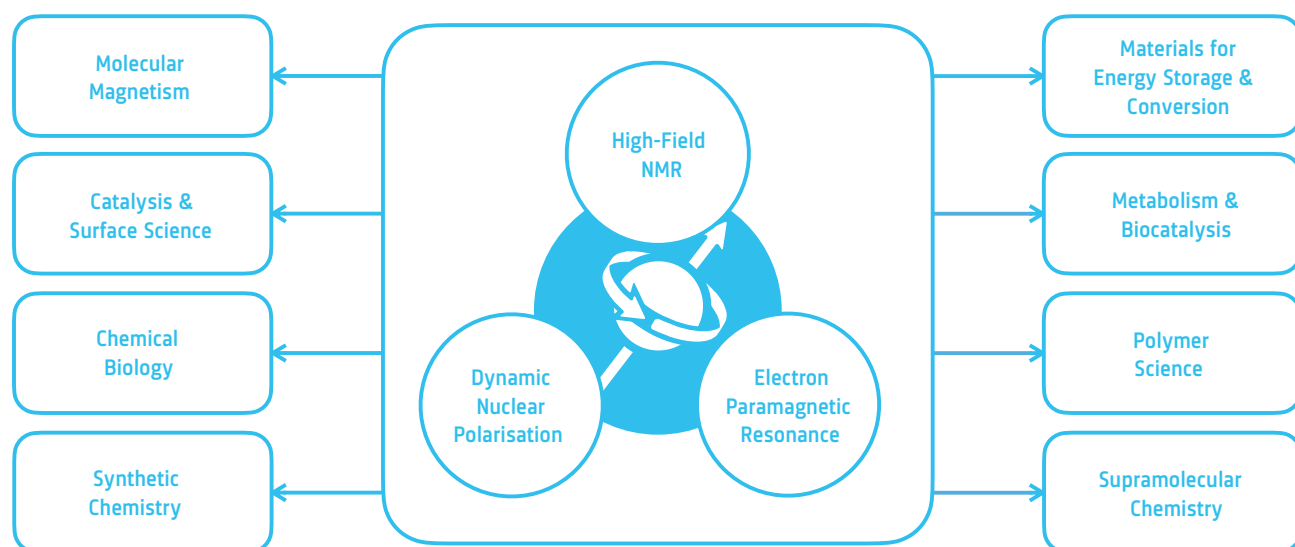 Molecular
Magnetism
Catalysis &
Surface Science
Chemical
Biology
Synthetic
Chemistry
High-Field
NMR
Dynamic
Nuclear
Polarisation
Electron
Paramagnetic
Resonance
Materials for
Energy Storage &
Conversion
Metabolism &
Biocatalysis
Polymer
Science
Supramolecular
Chemistry